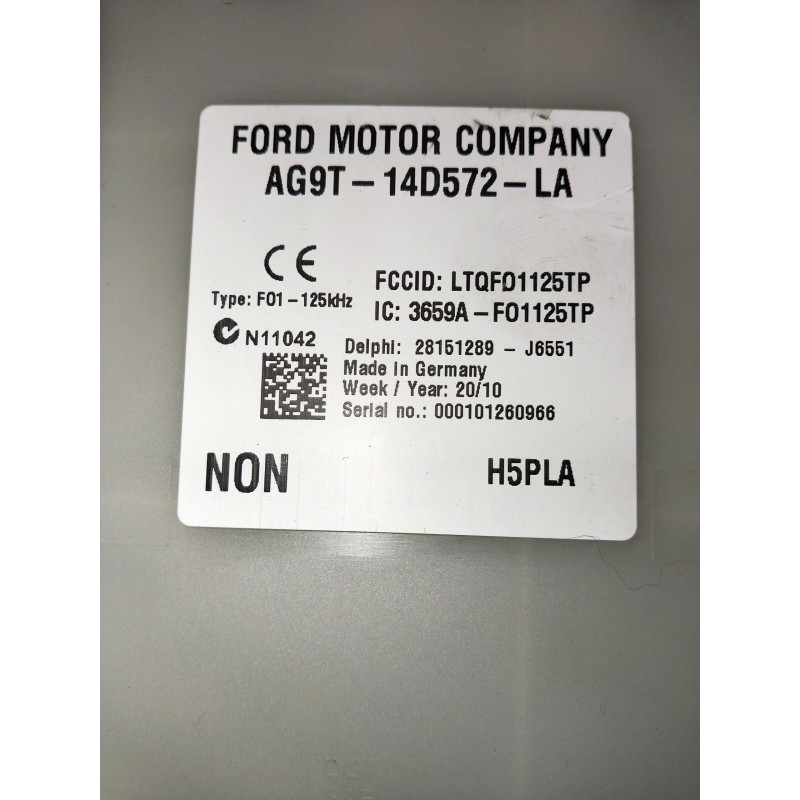 FORD MOTOR COMPANY
AG9T-14D572-LA
CE
FCCID: LTQFO1125TP
Type: F01-125kHz
IC: 3659A-FO1125TP
N11042
Delphi: 28151289 - J6551
Made in Germany
Week / Year: 20/10
Serial no.: 000101260966
NON
H5PLA